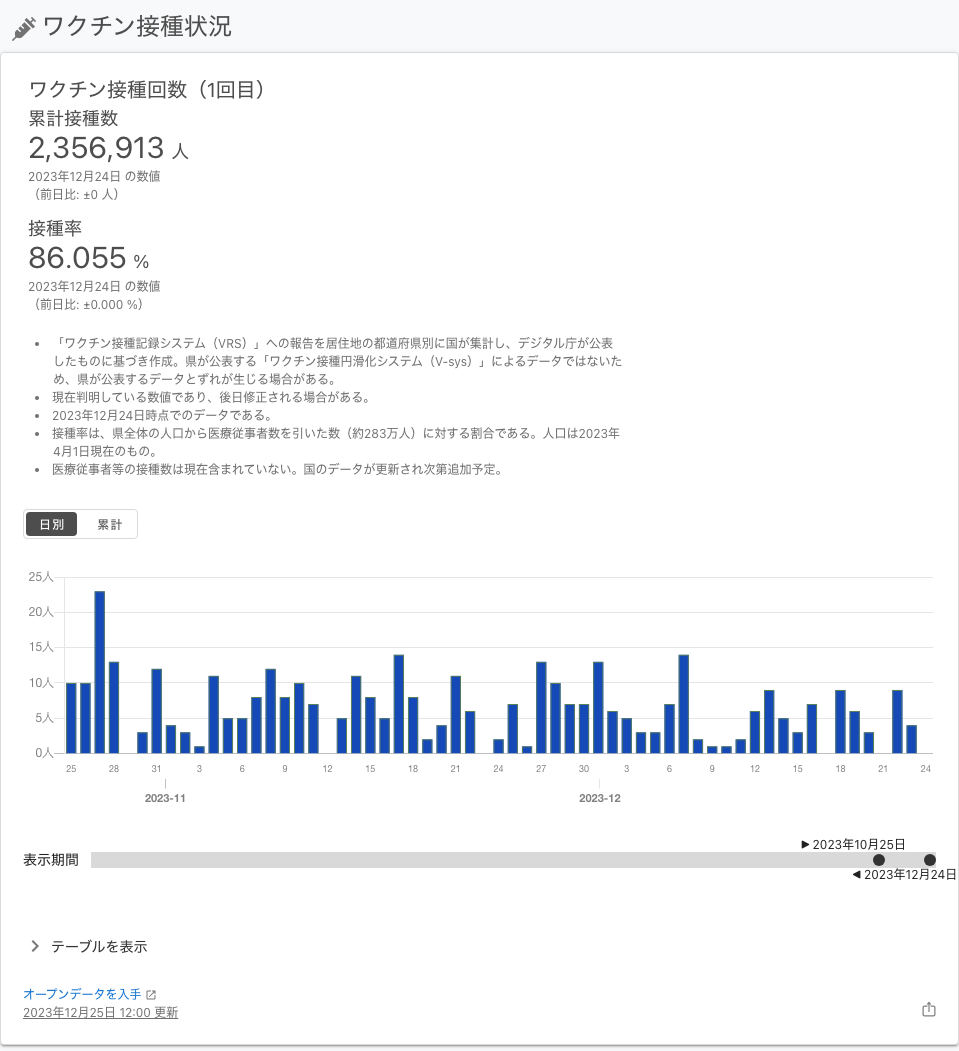 ワクチン接種状況
ワクチン接種回数（1回目）
累計接種数
2,356,913 人
2023年12月24日 の数値
（前日比: ±0 人）
接種率
86.055 %
2023年12月24日 の数値
（前日比: ±0.000 %）
• 「ワクチン接種記録システム（VRS）」への報告を居住地の都道府県別に国が集計し、デジタル庁が公表
したものに基づき作成。県が公表する「ワクチン接種円滑化システム（V-sys）」によるデータではないた
め、県が公表するデータとずれが生じる場合がある。
• 現在判明している数値であり、後日修正される場合がある。
• 2023年12月24日時点でのデータである。
• 接種率は、県全体の人口から医療従事者数を引いた数（約283万人）に対する割合である。人口は2023年
4月1日現在のもの。
• 医療従事者等の接種数は現在含まれていない。国のデータが更新され次第追加予定。
日別 累計
25人
20人
15人
10人
5人
0人
25 28 31 3 6 9 12 15 18 21 24 27 30 3 6 9 12 15 18 21 24
2023-11 2023-12
▶ 2023年10月25日
表示期間
◀ 2023年12月24日
テーブルを表示
オープンデータを入手
2023年12月25日 12:00 更新